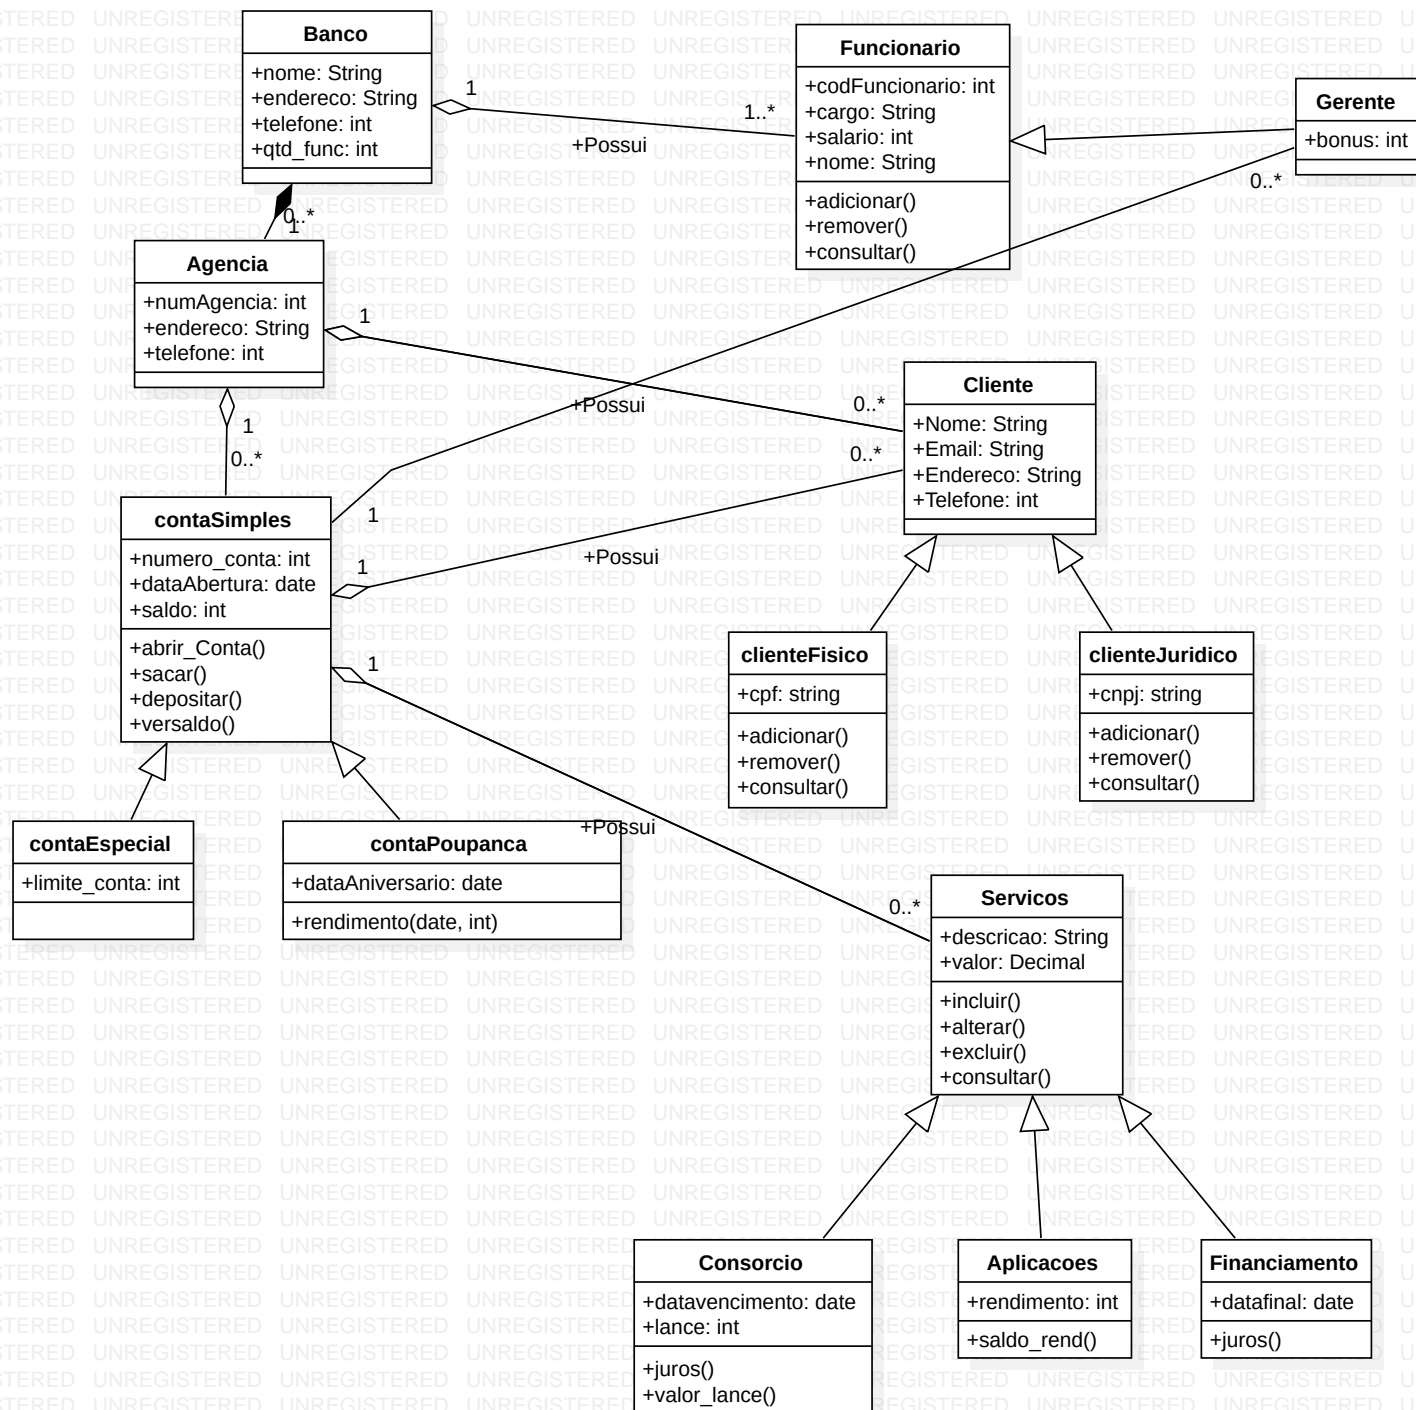 Banco
+nome: String
+endereco: String
+telefone: int
+qtd_func: int
1
1..*
+Possui
Funcionario
+codFuncionario: int
+cargo: String
+salario: int
+nome: String
+adicionar()
+remover()
+consultar()
Gerente
+bonus: int
0..*
0..*
1
Agencia
+numAgencia: int
+endereco: String
+telefone: int
1
0..*
+Possui
1
0..*
Cliente
+Nome: String
+Email: String
+Endereco: String
+Telefone: int
0..*
contaSimples
+numero_conta: int
+dataAbertura: date
+saldo: int
+abrir_Conta()
+sacar()
+depositar()
+versaldo()
1
1
+Possui
1
clienteFisico
+cpf: string
+adicionar()
+remover()
+consultar()
clienteJuridico
+cnpj: string
+adicionar()
+remover()
+consultar()
contaEspecial
+limite_conta: int
contaPoupanca
+dataAniversario: date
+rendimento(date, int)
+Possui
0..*
Servicos
+descricao: String
+valor: Decimal
+incluir()
+alterar()
+excluir()
+consultar()
Consorcio
+datavencimento: date
+lance: int
+juros()
+valor_lance()
Aplicacoes
+rendimento: int
+saldo_rend()
Financiamento
+datafinal: date
+juros()
UNREGISTERED